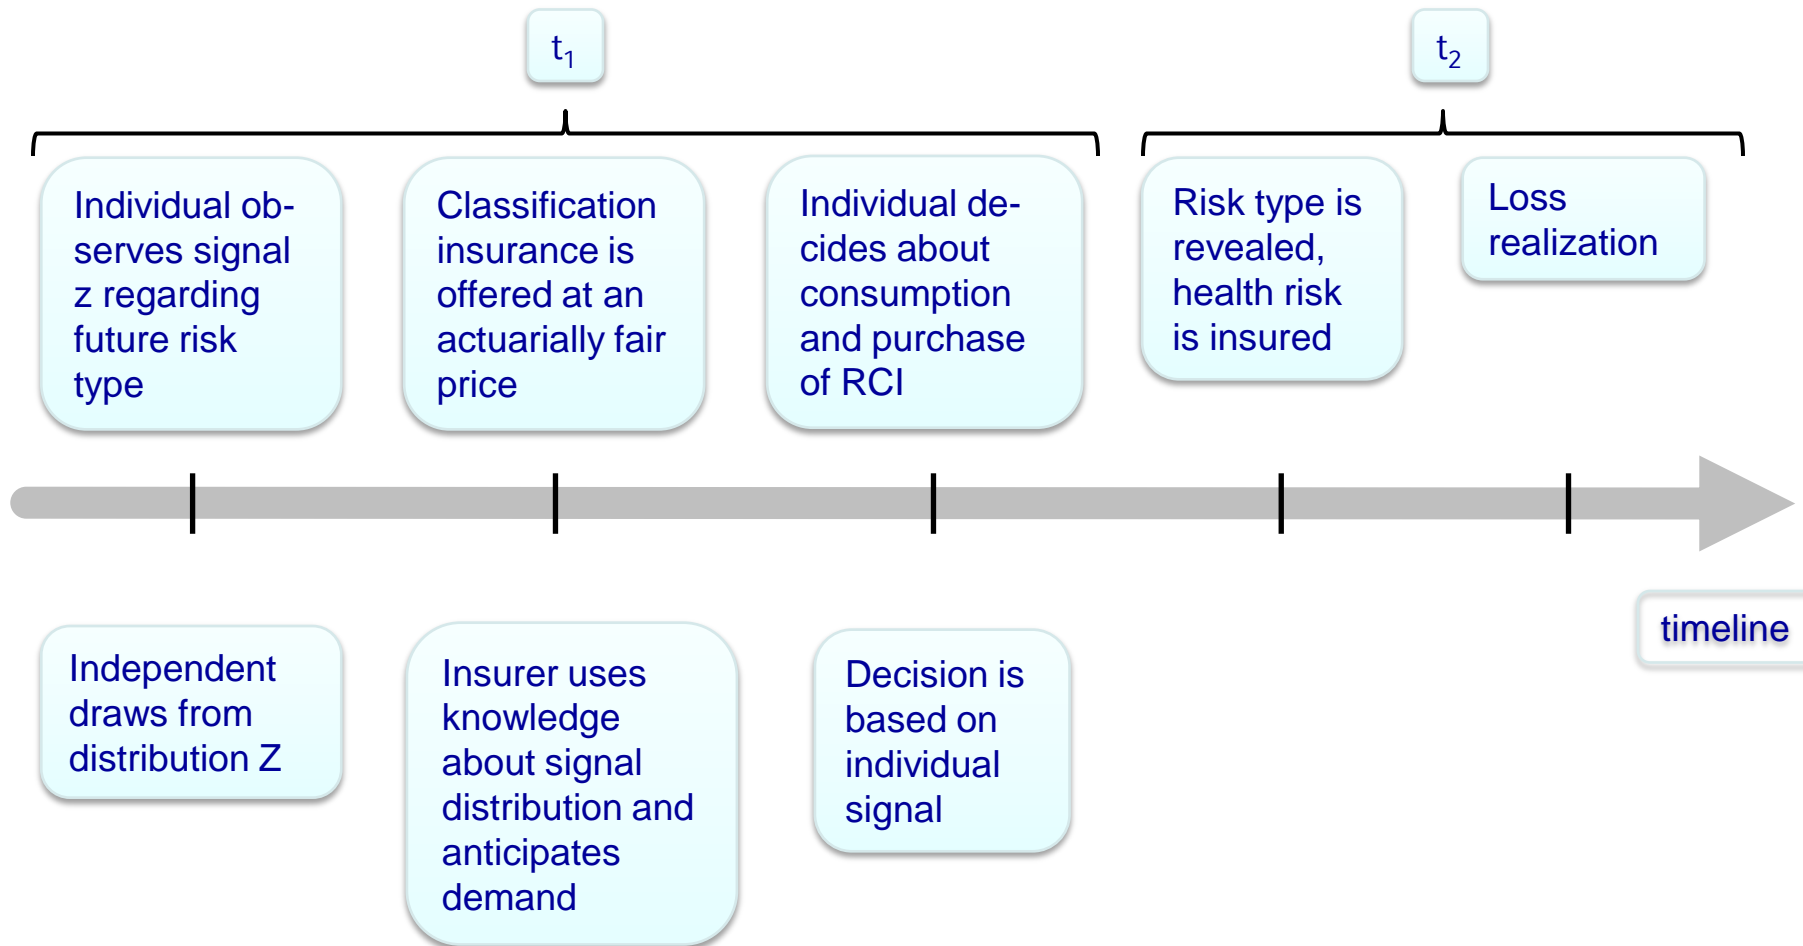 t₁
t₂
Individual ob-
serves signal
z regarding
future risk
type
Classification
insurance is
offered at an
actuarially fair
price
Individual de-
cides about
consumption
and purchase
of RCI
Risk type is
revealed,
health risk
is insured
Loss
realization
timeline
Independent
draws from
distribution Z
Insurer uses
knowledge
about signal
distribution and
anticipates
demand
Decision is
based on
individual
signal